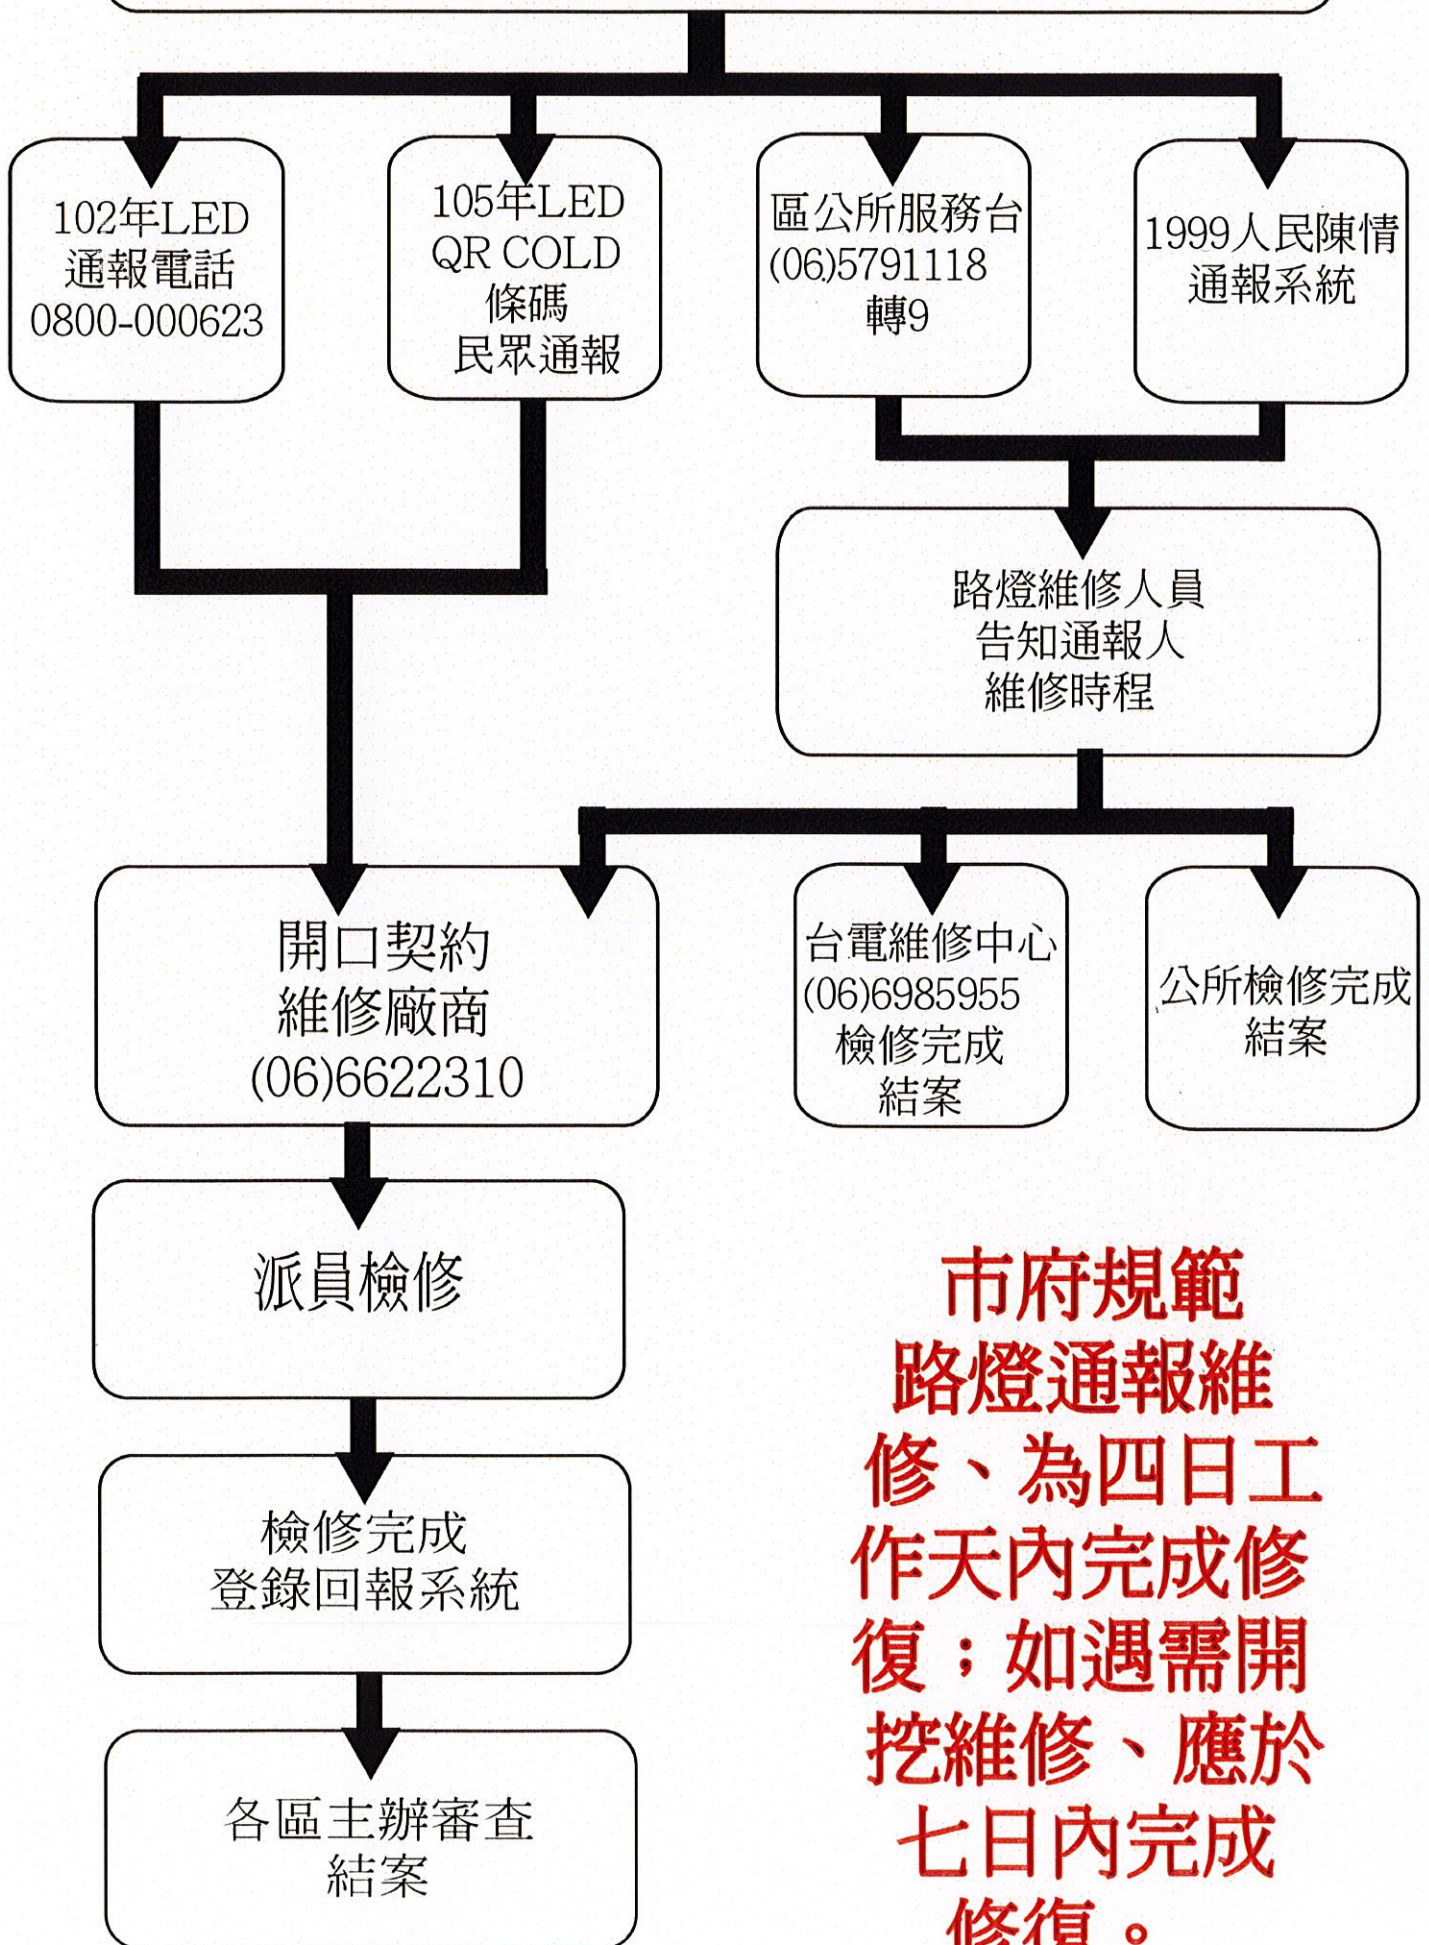 102年LED
通報電話
0800-000623
105年LED
QR COLD
條碼
民眾通報
區公所服務台
(06)5791118
轉9
1999人民陳情
通報系統
路燈維修人員
告知通報人
維修時程
開口契約
維修廠商
(06)6622310
台電維修中心
(06)6985955
檢修完成
結案
公所檢修完成
結案
派員檢修
檢修完成
登錄回報系統
各區主辦審查
結案
市府規範
路燈通報維
修、為四日工
作天內完成修
復；如遇需開
挖維修、應於
七日內完成
修復。